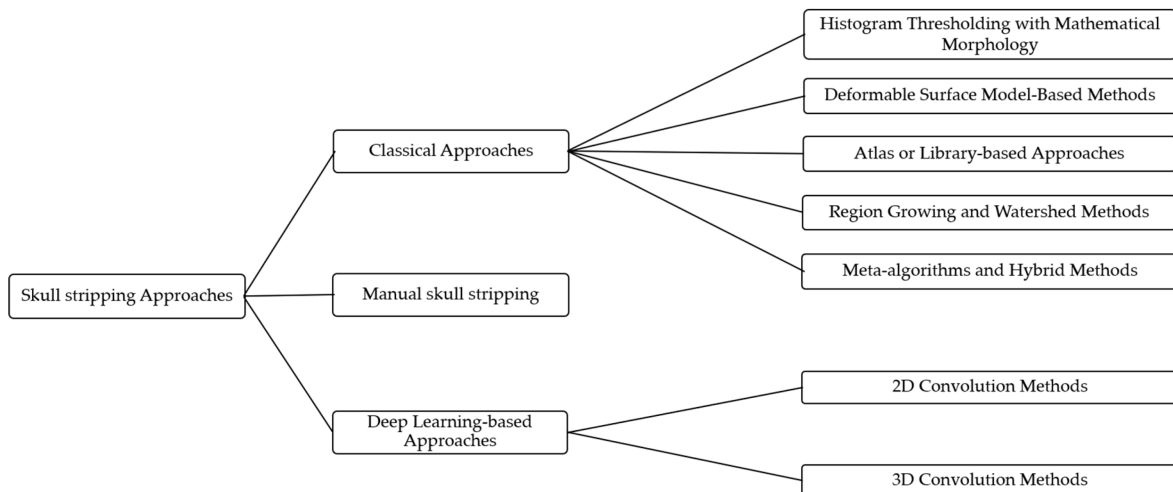 Histogram Thresholding with Mathematical
Morphology
Deformable Surface Model-Based Methods
Classical Approaches
Atlas or Library-based Approaches
Region Growing and Watershed Methods
Meta-algorithms and Hybrid Methods
Skull stripping Approaches
Manual skull stripping
2D Convolution Methods
Deep Learning-based
Approaches
3D Convolution Methods